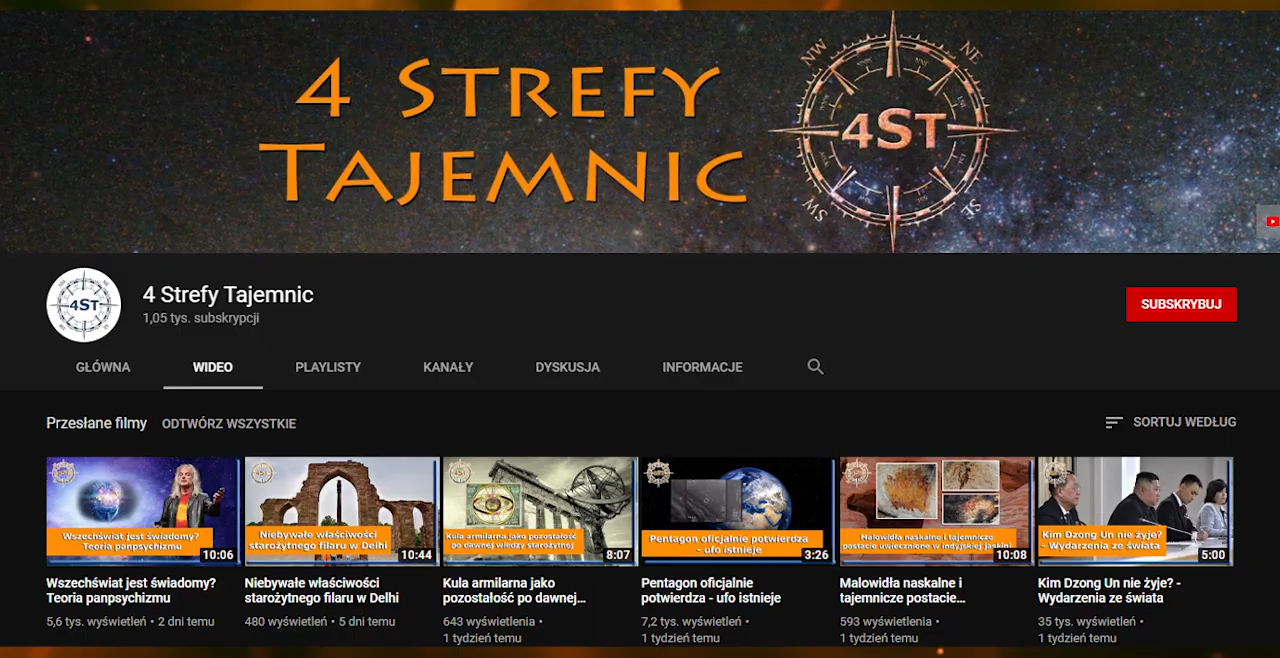 4 STREFY
TAJEMNIC
NW
NE
4ST
SW
SE
4ST
4 Strefy Tajemnic
1,05 tys. subskrypcji
SUBSKRYBUJ
GŁÓWNA
WIDEO
PLAYLISTY
KANAŁY
DYSKUSJA
INFORMACJE
Przesłane filmy
ODTWÓRZ WSZYSTKIE
SORTUJ WEDŁUG
Wszechświat jest świadomy?
Teoria panpsychizmu
10:06
Niebywałe właściwości
starożytnego filaru w Delhi
10:44
Kula armilarna jako pozostałość
po dawnej wiedzy starożytnej
8:07
Pentagon oficjalnie potwierdza
- ufo istnieje
3:26
Malowidła naskalne i tajemnicze
postacie uwiecznione w indyjskiej jaskini
10:08
Kim Dzong Un nie żyje?
- Wydarzenia ze świata
5:00
Wszechświat jest świadomy?
Teoria panpsychizmu
5,6 tys. wyświetleń • 2 dni temu
Niebywałe właściwości
starożytnego filaru w Delhi
480 wyświetleń • 5 dni temu
Kula armilarna jako
pozostałość po dawnej...
643 wyświetlenia •
1 tydzień temu
Pentagon oficjalnie
potwierdza - ufo istnieje
7,2 tys. wyświetleń •
1 tydzień temu
Malowidła naskalne i
tajemnicze postacie...
593 wyświetlenia •
1 tydzień temu
Kim Dzong Un nie żyje? -
Wydarzenia ze świata
35 tys. wyświetleń •
1 tydzień temu